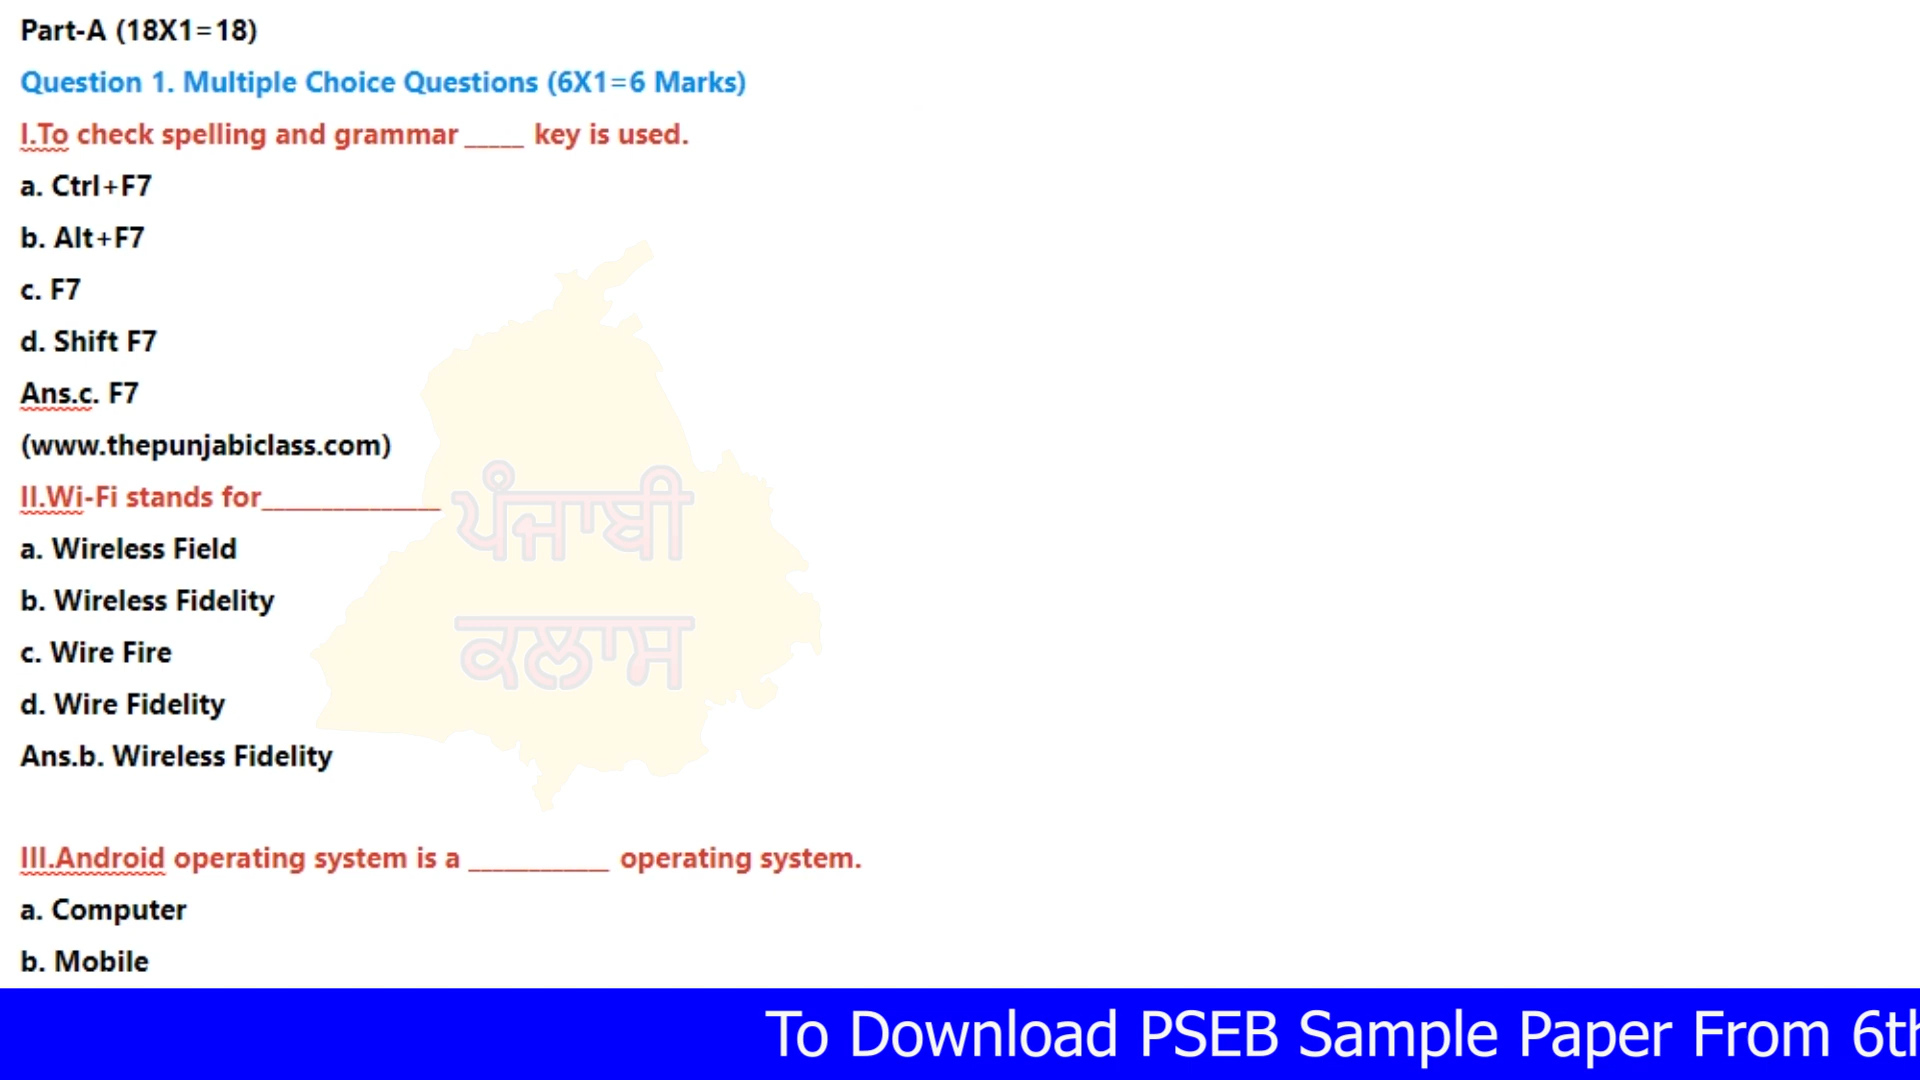 Part-A (18X1=18)
Question 1. Multiple Choice Questions (6X1=6 Marks)
I.To check spelling and grammar _____ key is used.
a. Ctrl+F7
b. Alt+F7
c. F7
d. Shift F7
Ans.c. F7
(www.thepunjabiclass.com)
II.Wi-Fi stands for_______________
a. Wireless Field
b. Wireless Fidelity
c. Wire Fire
d. Wire Fidelity
Ans.b. Wireless Fidelity
ਪੰਜਾਬੀ
ਕਲਾਸ
III.Android operating system is a ____________ operating system.
a. Computer
b. Mobile
To Download PSEB Sample Paper From 6th